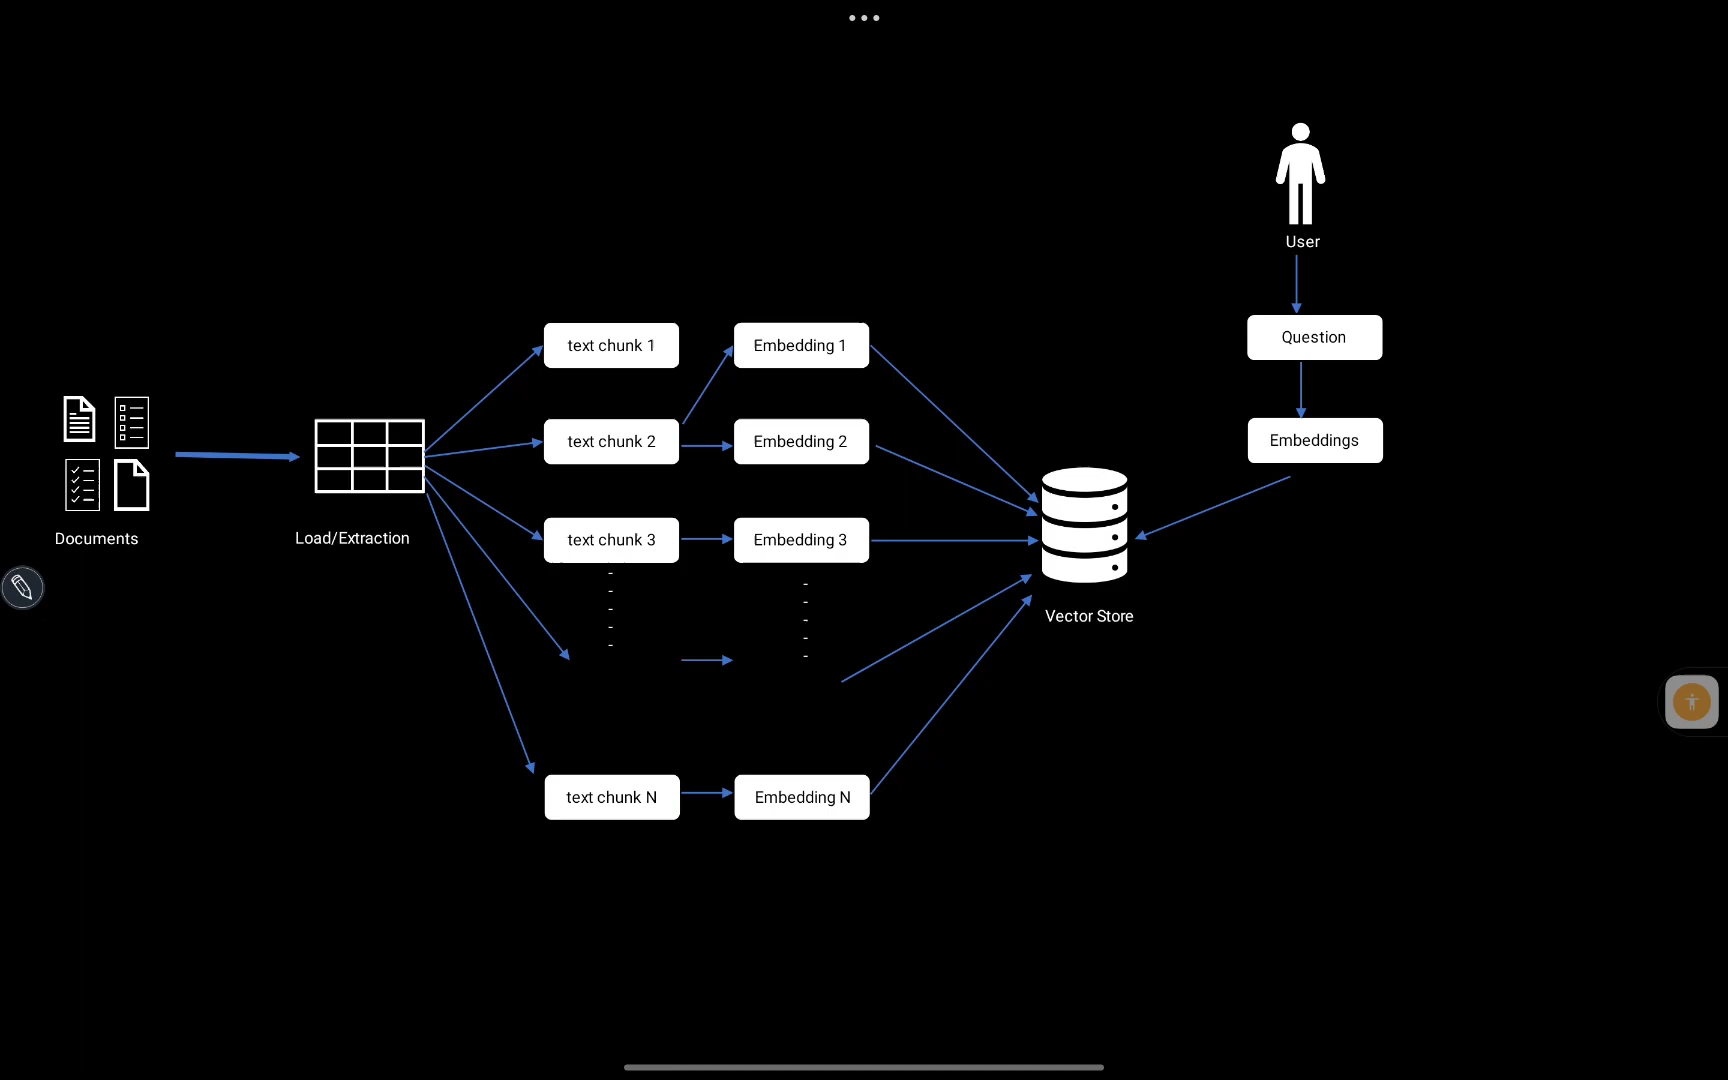 User
Question
Embeddings
text chunk 1
Embedding 1
text chunk 2
Embedding 2
text chunk 3
Embedding 3
text chunk N
Embedding N
Documents
Load/Extraction
Vector Store